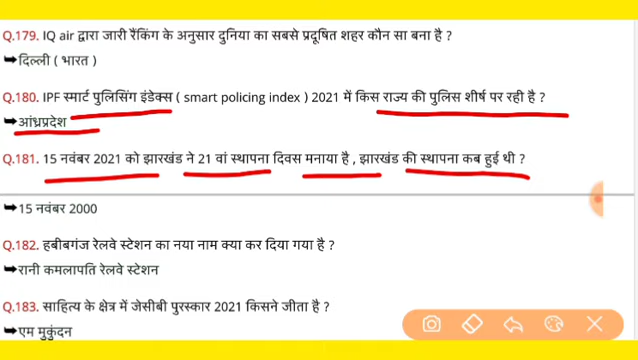 Q.179. IQ air द्वारा जारी रैंकिंग के अनुसार दुनिया का सबसे प्रदूषित शहर कौन सा बना है ?
➡दिल्ली ( भारत )
Q.180. IPF स्मार्ट पुलिसिंग इंडेक्स ( smart policing index ) 2021 में किस राज्य की पुलिस शीर्ष पर रही है ?
➡आंध्रप्रदेश
Q.181. 15 नवंबर 2021 को झारखंड ने 21 वां स्थापना दिवस मनाया है , झारखंड की स्थापना कब हुई थी ?
➡15 नवंबर 2000
Q.182. हबीबगंज रेलवे स्टेशन का नया नाम क्या कर दिया गया है ?
➡रानी कमलापति रेलवे स्टेशन
Q.183. साहित्य के क्षेत्र में जेसीबी पुरस्कार 2021 किसने जीता है ?
➡एम मुकुंदन